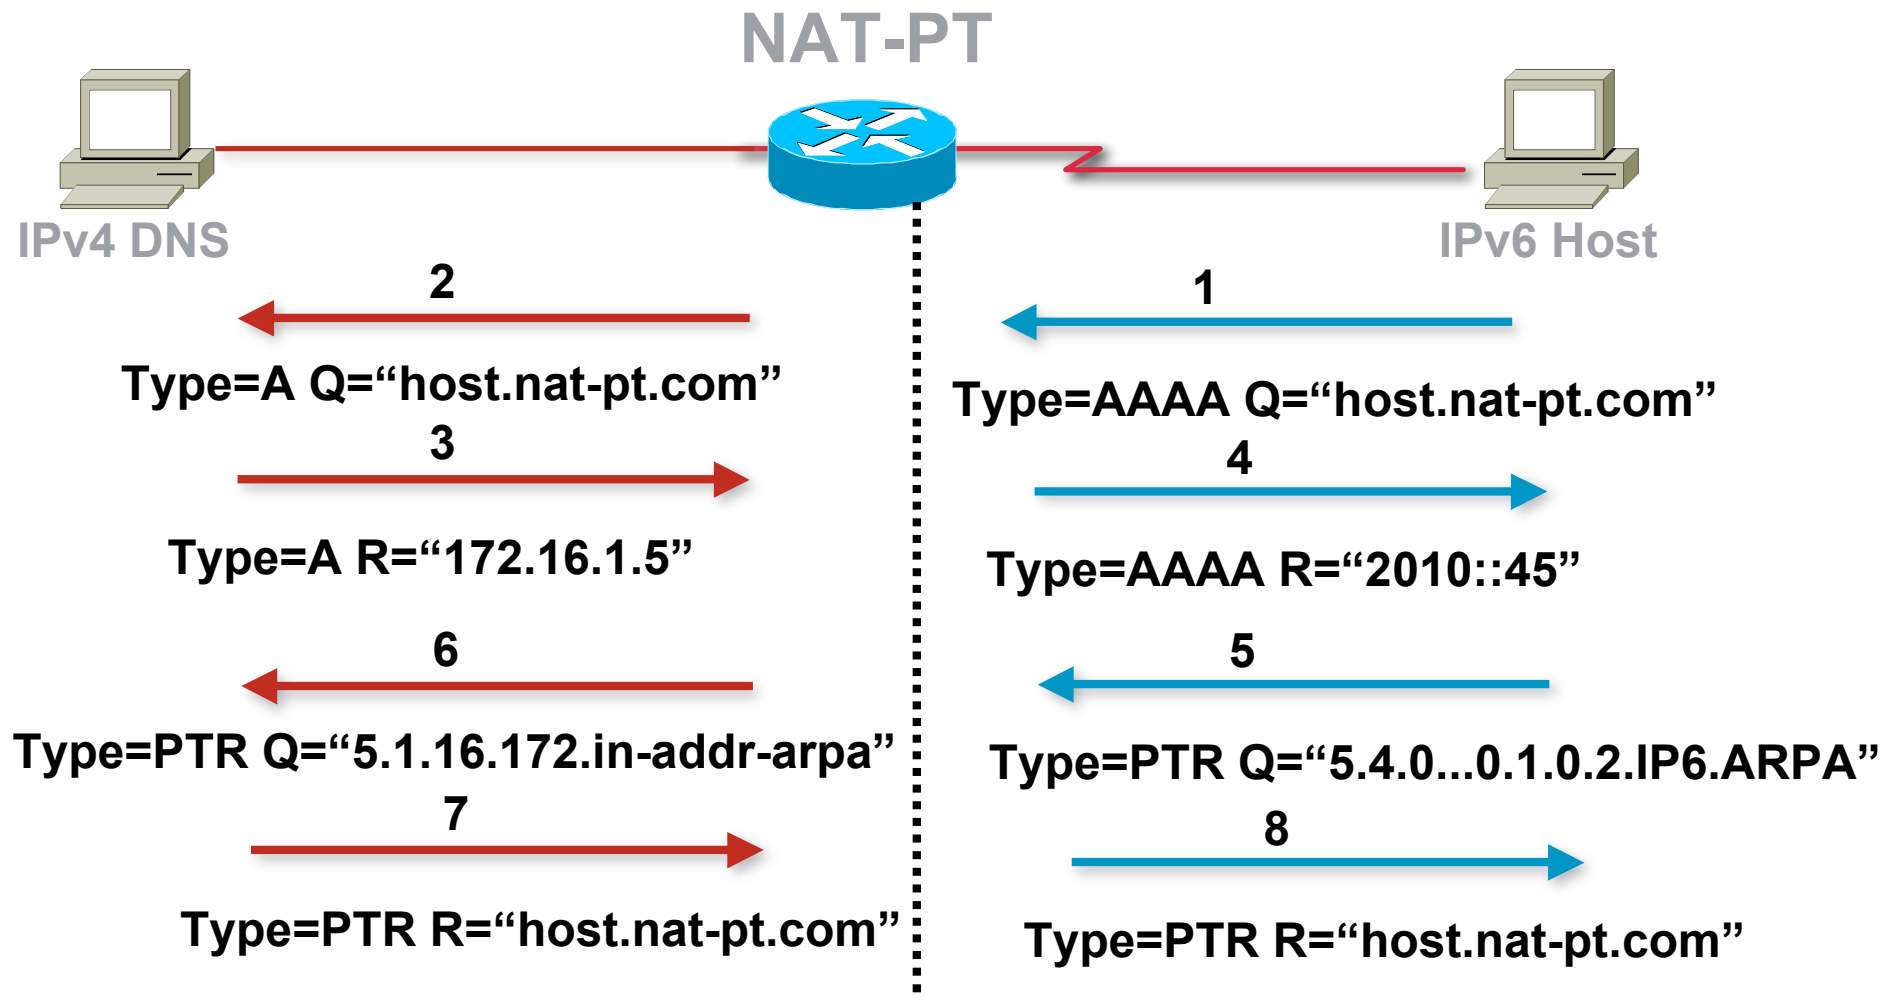 NAT-PT
IPv4 DNS
IPv6 Host
2
1
Type=A Q=“host.nat-pt.com”
Type=AAAA Q=“host.nat-pt.com”
3
4
Type=A R=“172.16.1.5”
Type=AAAA R=“2010::45”
6
5
Type=PTR Q=“5.1.16.172.in-addr-arpa”
Type=PTR Q=“5.4.0...0.1.0.2.IP6.ARPA”
7
8
Type=PTR R=“host.nat-pt.com”
Type=PTR R=“host.nat-pt.com”